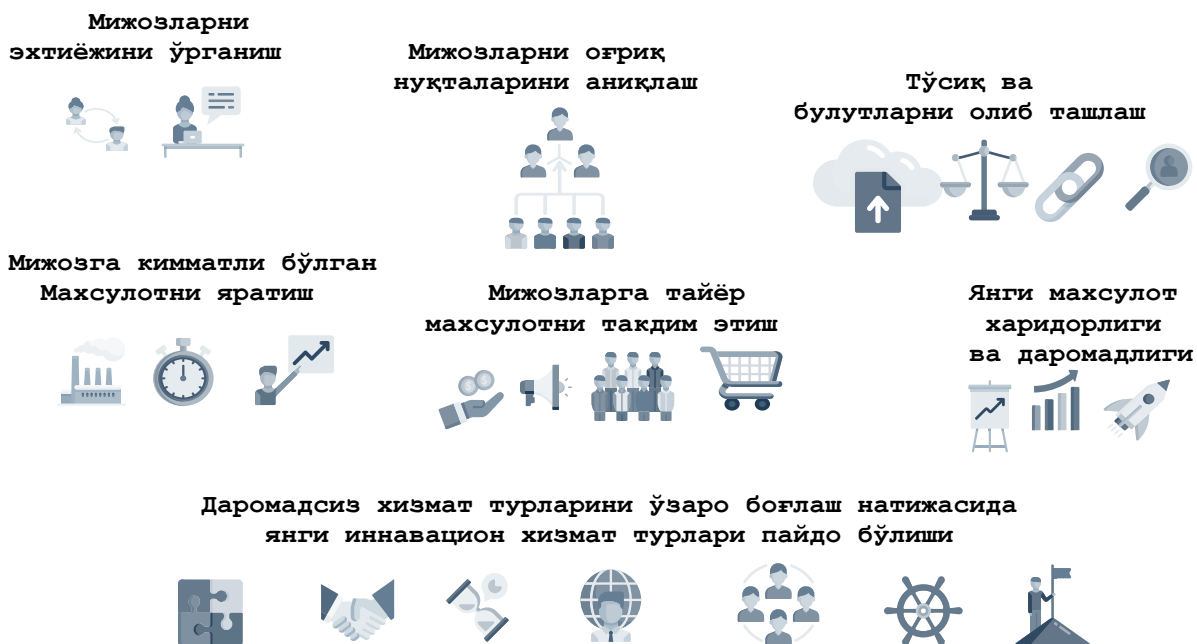 Мижозларни
эхтиёжини ўрганиш
Мижозларни оғриқ
нуқталарини аниқлаш
Тўсиқ ва
булутларни олиб ташлаш
Мижозга кимматли бўлган
Махсулотни яратиш
Мижозларга тайёр
махсулотни такдим этиш
Янги махсулот
харидорлиги
ва даромадлиги
Даромадсиз хизмат турларини ўзаро боғлаш натижасида
янги иннавацион хизмат турлари пайдо бўлиши